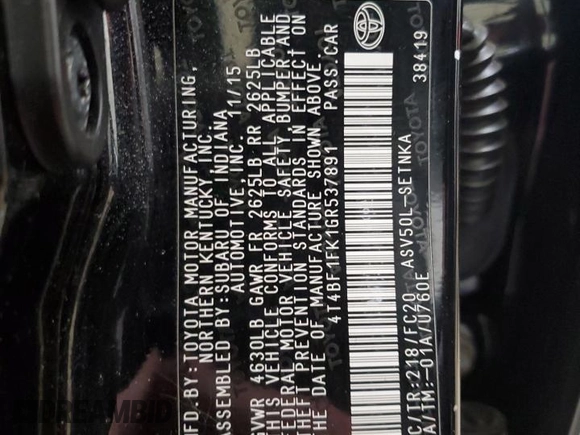 MFD.BY:TOYOTA MOTOR MANUFACTURING,
NORTHERN KENTUCKY, INC.
ASSEMBLED BY:SUBARU OF INDIANA
AUTOMOTIVE, INC. 11/15
GVWR 4630LB GAWR FR 2625LB RR 2625LB
THIS VEHICLE CONFORMS TO ALL APPLICABLE
FEDERAL MOTOR VEHICLE SAFETY, BUMPER, AND
THEFT PREVENTION STANDARDS IN EFFECT ON
THE DATE OF MANUFACTURE SHOWN ABOVE.
4T4BF1FK1GR537891 PASS. CAR
C/TR:218/FC20 ASV50L-SETNKA
A/TM:-01A/U760E
38419
TOYOTA